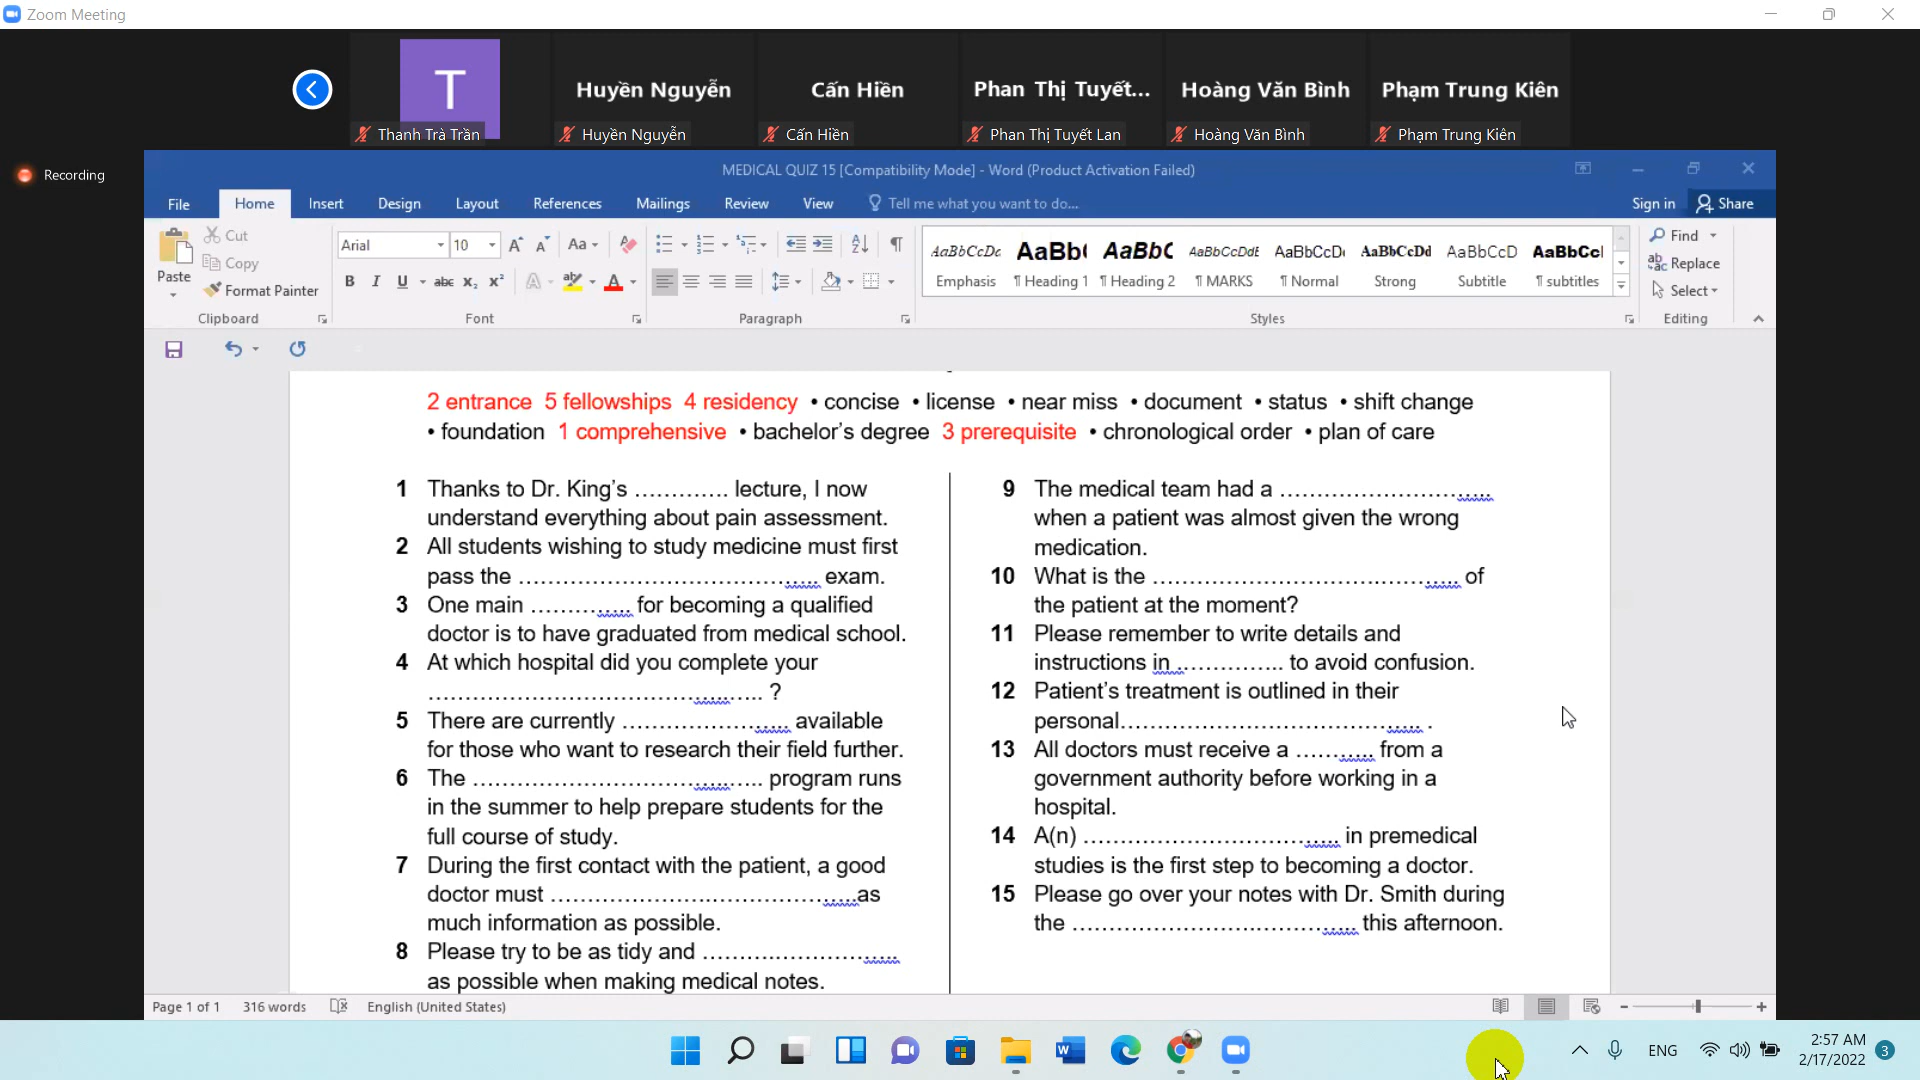 Zoom Meeting
T
Huyền Nguyễn
Cấn Hiền
Phan Thị Tuyết...
Hoàng Văn Bình
Phạm Trung Kiên
Thanh Trà Trần
Huyền Nguyễn
Cấn Hiền
Phan Thị Tuyết Lan
Hoàng Văn Bình
Phạm Trung Kiên
Recording
MEDICAL QUIZ 15 [Compatibility Mode] - Word (Product Activation Failed)
File Home Insert Design Layout References Mailings Review View Tell me what you want to do... Sign in Share
Cut
Copy
Format Painter
Paste
Clipboard
Arial 10
Font
Paragraph
AaBbCcDc AaBb( AaBbC AaBbCcDdE AaBbCcDi AaBbCcDd AaBbCcD AaBbCcl
Emphasis ¶ Heading 1 ¶ Heading 2 ¶ MARKS ¶ Normal Strong Subtitle ¶ subtitles
Styles
Find
Replace
Select
Editing
2 entrance 5 fellowships 4 residency • concise • license • near miss • document • status • shift change
• foundation 1 comprehensive • bachelor's degree 3 prerequisite • chronological order • plan of care
1 Thanks to Dr. King's ............. lecture, I now
understand everything about pain assessment.
2 All students wishing to study medicine must first
pass the ......................................... exam.
3 One main .............. for becoming a qualified
doctor is to have graduated from medical school.
4 At which hospital did you complete your
.............................................. ?
5 There are currently ....................... available
for those who want to research their field further.
6 The ........................................ program runs
in the summer to help prepare students for the
full course of study.
7 During the first contact with the patient, a good
doctor must ..........................................as
much information as possible.
8 Please try to be as tidy and ...........................
as possible when making medical notes.
9 The medical team had a .............................
when a patient was almost given the wrong
medication.
10 What is the .......................................... of
the patient at the moment?
11 Please remember to write details and
instructions in .............. to avoid confusion.
12 Patient's treatment is outlined in their
personal......................................... .
13 All doctors must receive a ........... from a
government authority before working in a
hospital.
14 A(n) ................................... in premedical
studies is the first step to becoming a doctor.
15 Please go over your notes with Dr. Smith during
the ....................................... this afternoon.
Page 1 of 1 316 words English (United States)
ENG
2:57 AM
2/17/2022
3